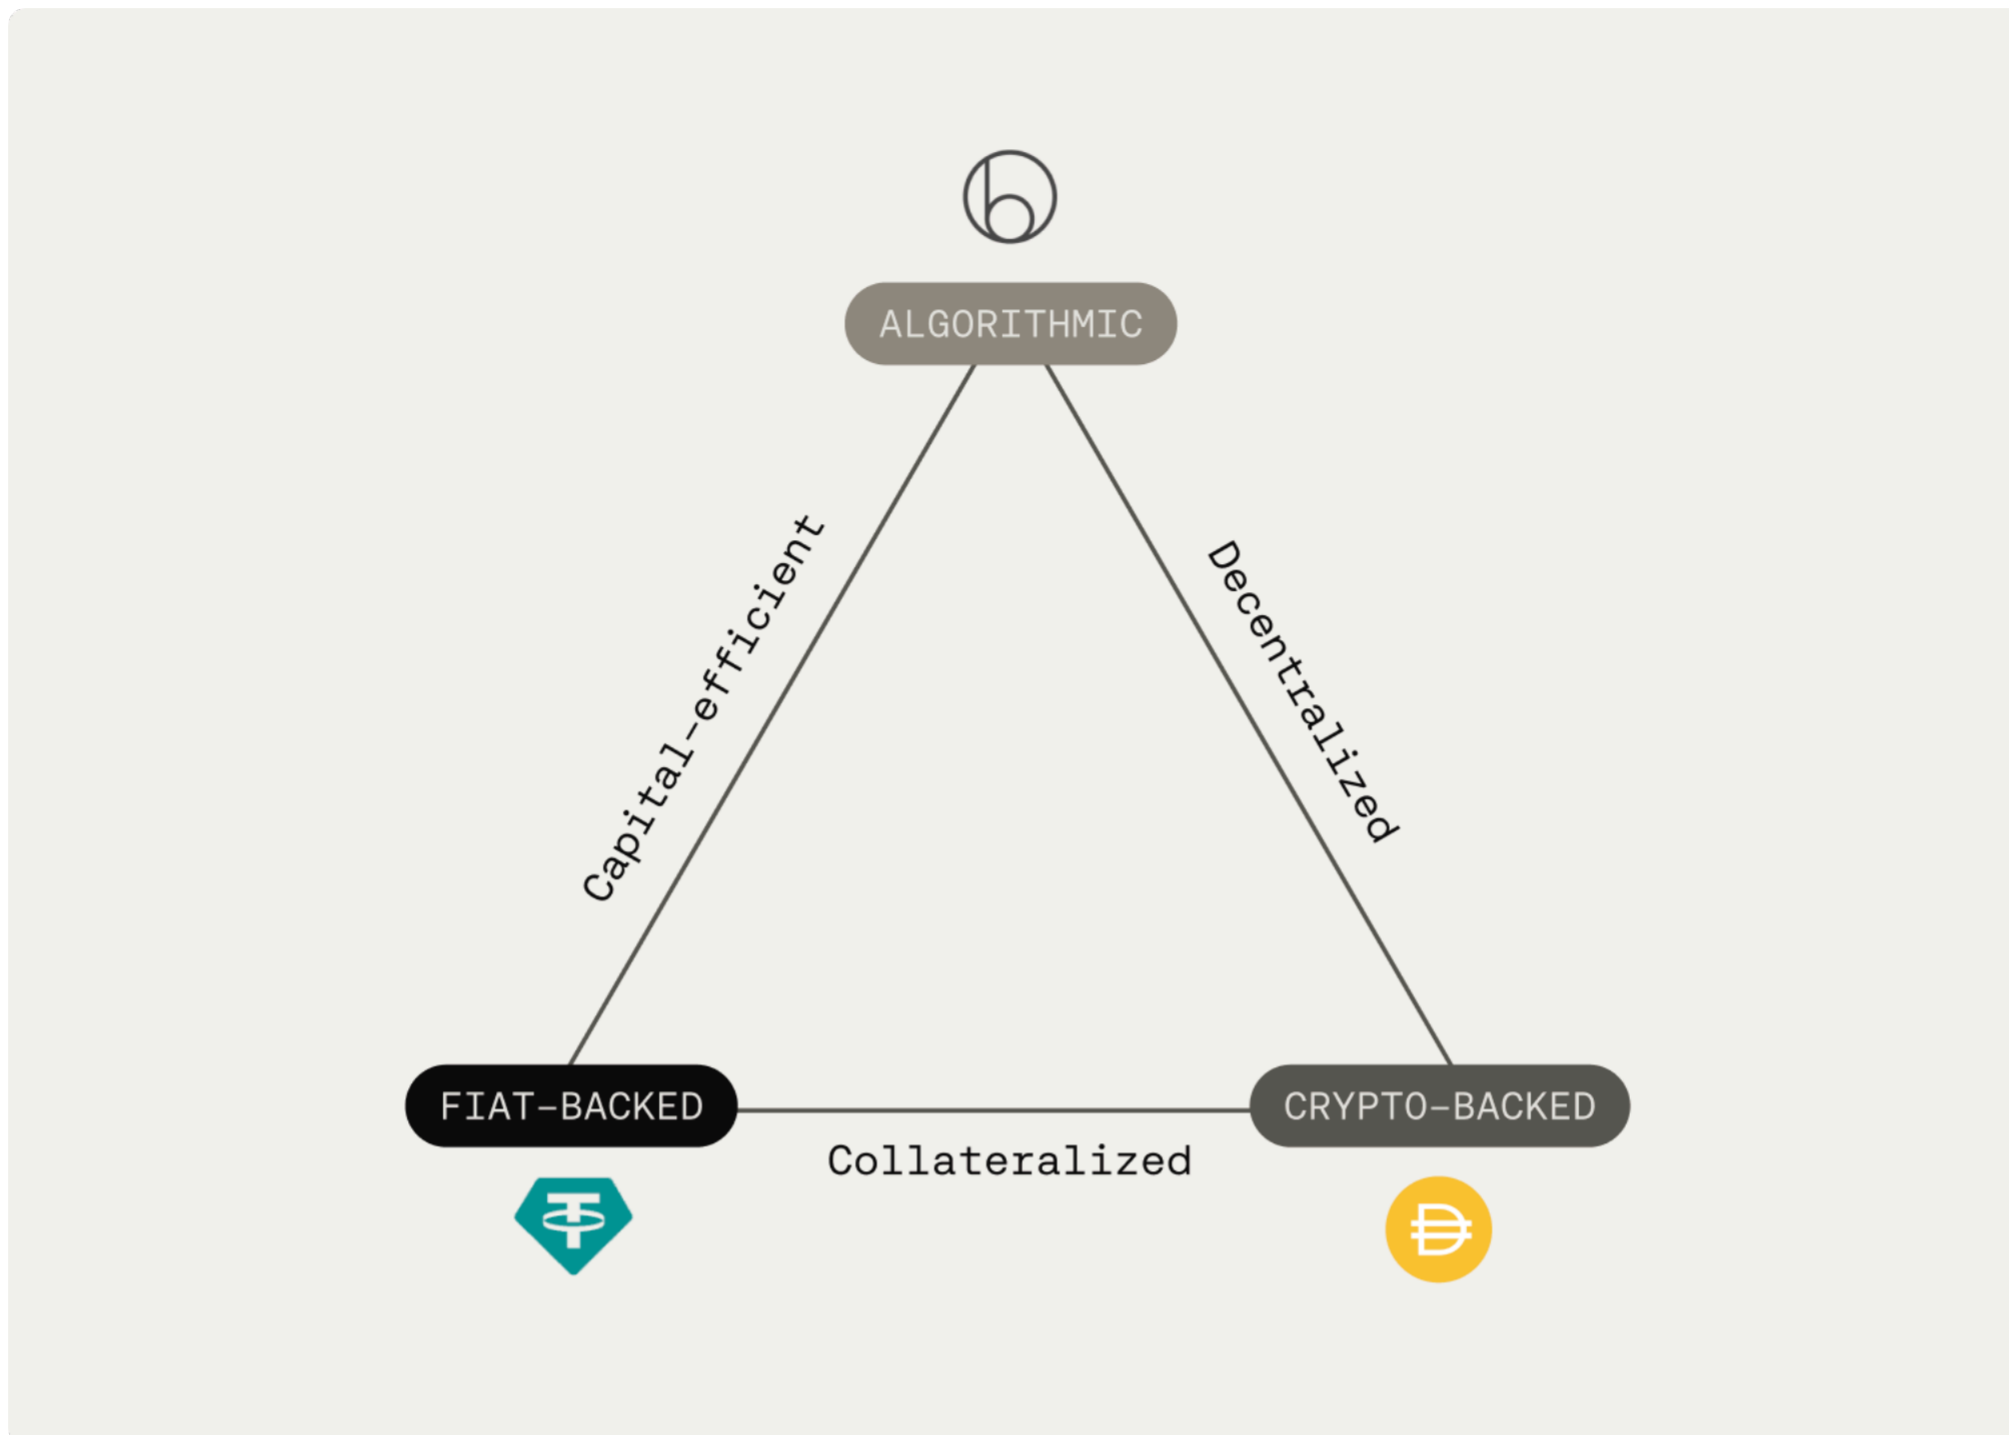 ALGORITHMIC
Capital-efficient
Decentralized
FIAT-BACKED
CRYPTO-BACKED
Collateralized